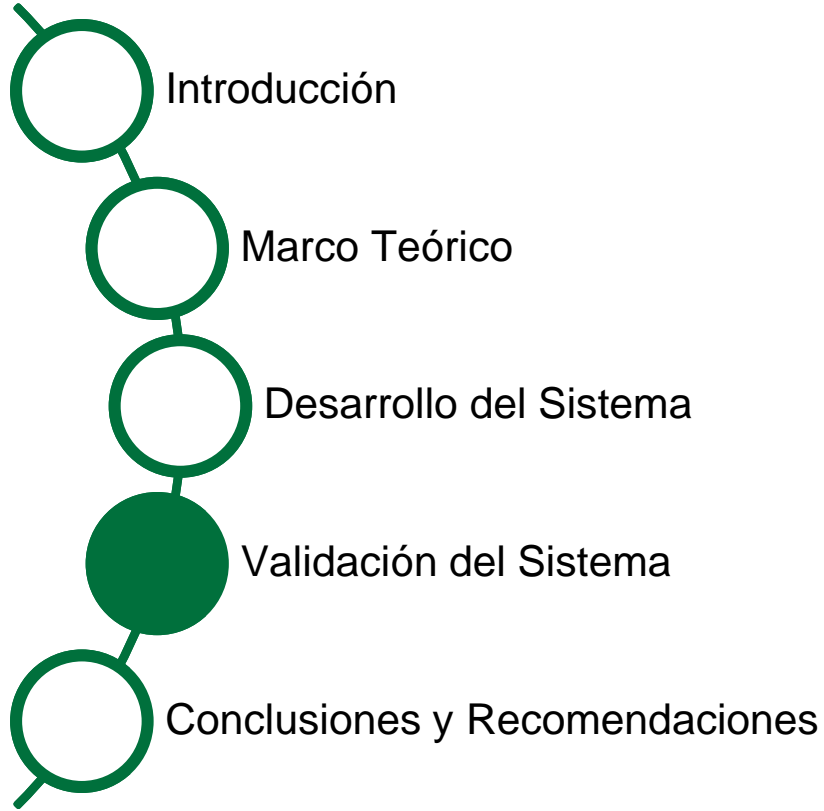 Introducción
Marco Teórico
Desarrollo del Sistema
Validación del Sistema
Conclusiones y Recomendaciones